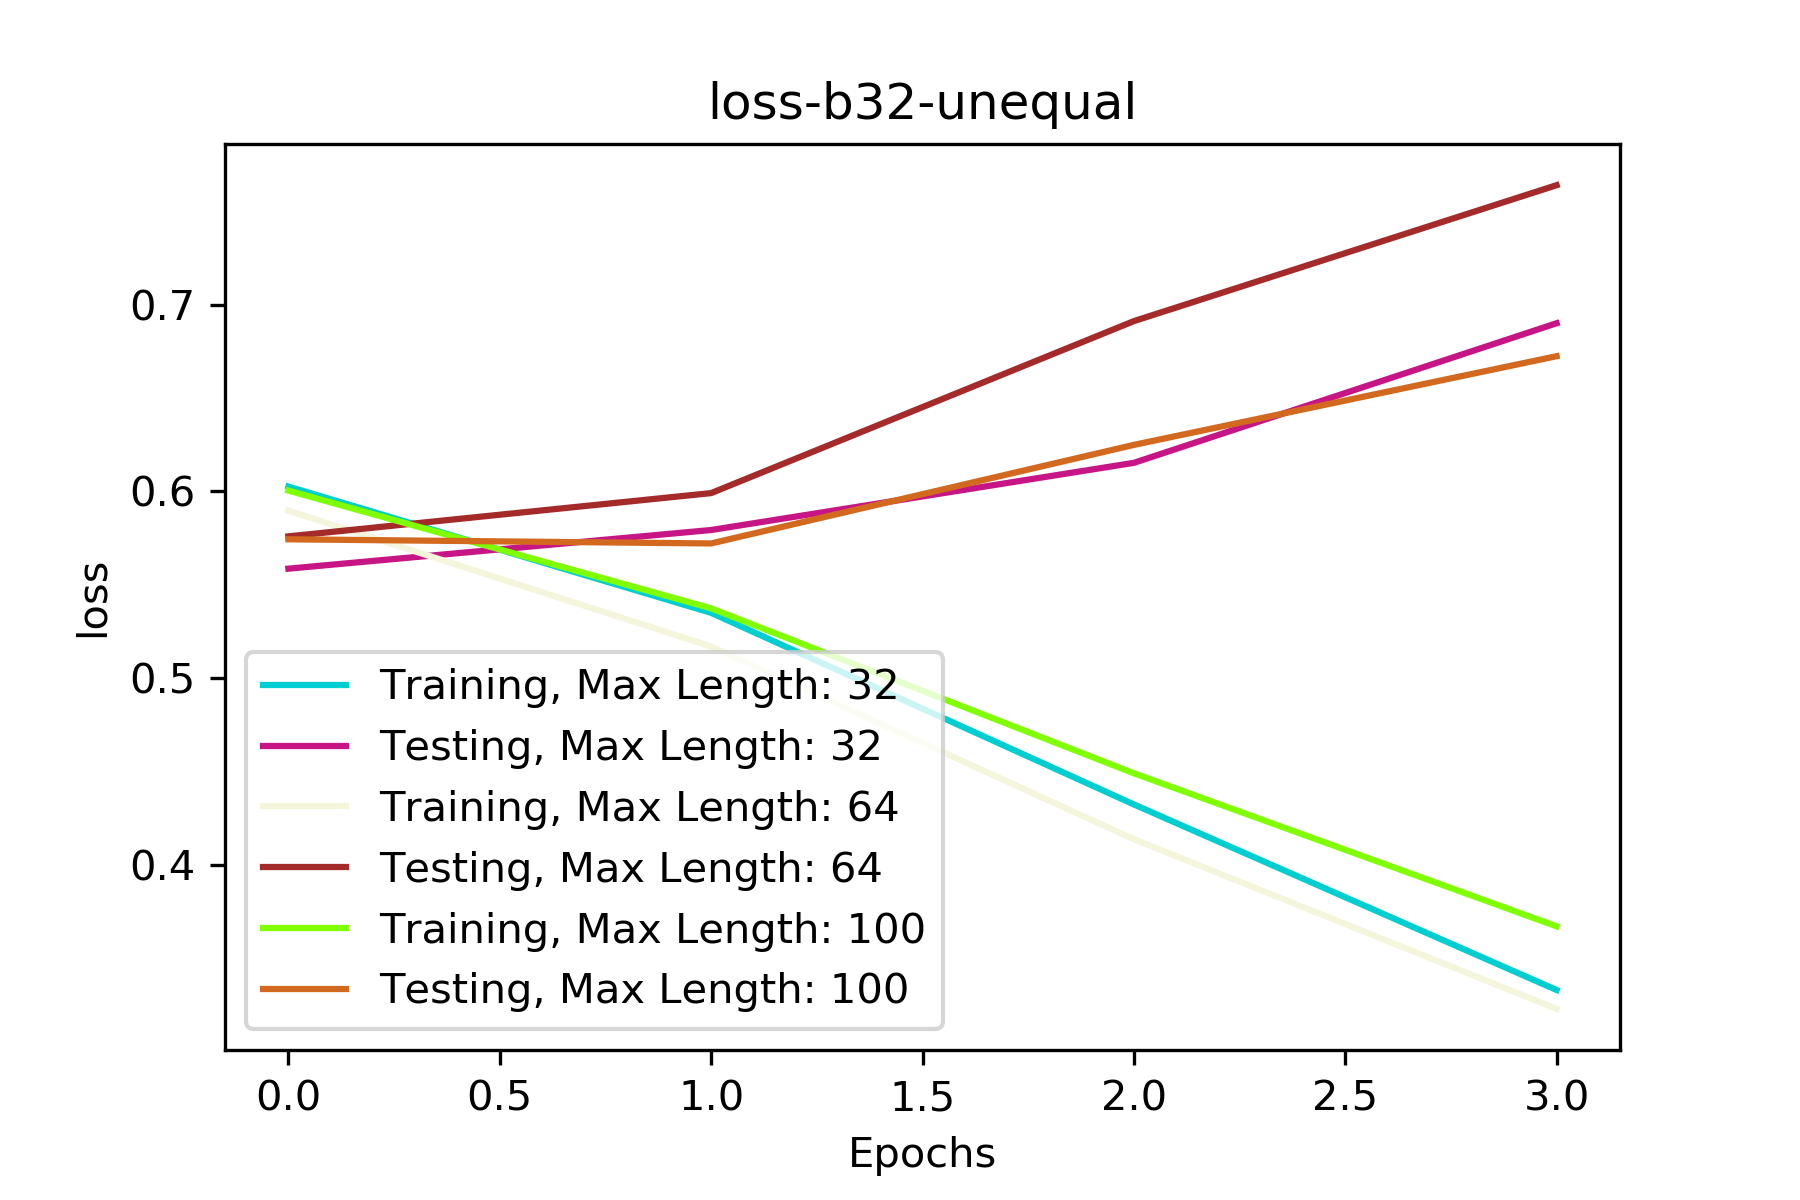 loss-b32-unequal
loss
0.7
0.6
0.5
0.4
Training, Max Length: 32
Testing, Max Length: 32
Training, Max Length: 64
Testing, Max Length: 64
Training, Max Length: 100
Testing, Max Length: 100
0.0 0.5 1.0 1.5 2.0 2.5 3.0
Epochs